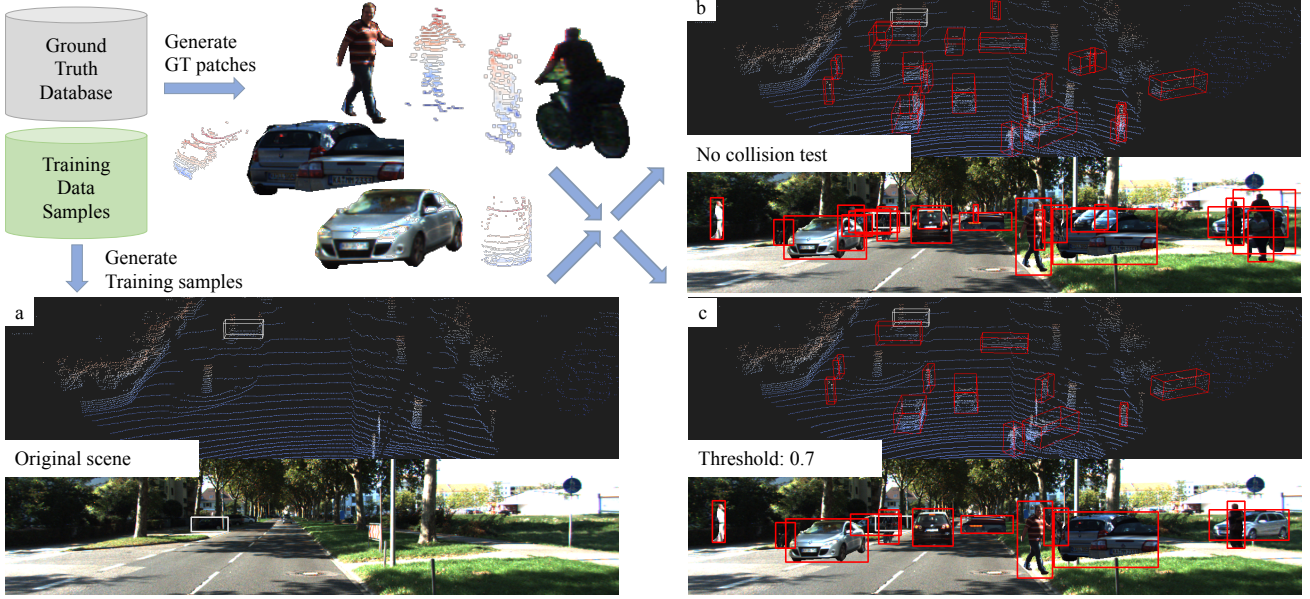 Ground
Truth
Database
Generate
GT patches
Training
Data
Samples
Generate
Training samples
a
Original scene
b
No collision test
c
Threshold: 0.7